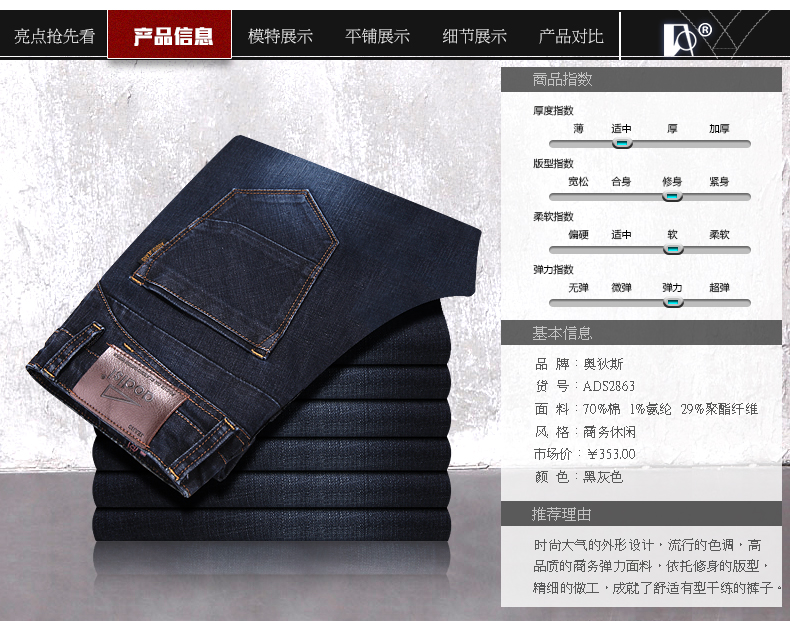 亮点抢先看 产品信息 模特展示 平铺展示 细节展示 产品对比
®
商品指数
厚度指数
薄 适中 厚 加厚
版型指数
宽松 合身 修身 紧身
柔软指数
偏硬 适中 软 柔软
弹力指数
无弹 微弹 弹力 超弹
基本信息
品 牌：奥狄斯
货 号：ADS2863
面 料：70%棉 1%氨纶 29%聚酯纤维
风 格：商务休闲
市场价：￥353.00
颜 色：黑灰色
推荐理由
时尚大气的外形设计，流行的色调，高
品质的商务弹力面料，依托修身的版型，
精细的做工，成就了舒适有型干练的裤子。